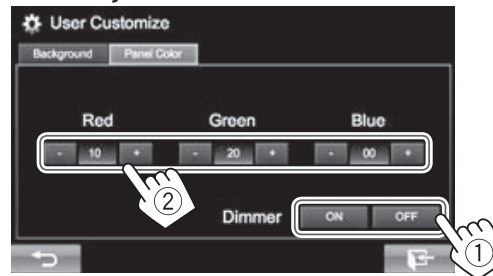 User Customize
Background Panel Color
Red Green Blue
- 10 + - 20 + - 00 +
②
Dimmer ON OFF
①